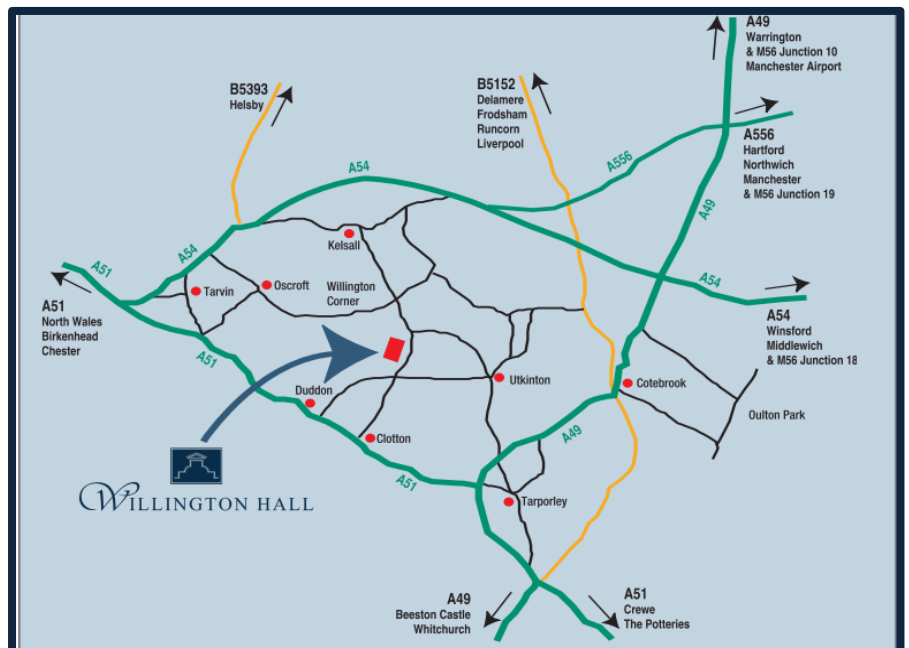 A49
Warrington
& M56 Junction 10
Manchester Airport
B5393
Helsby
B5152
Delamere
Frodsham
Runcorn
Liverpool
A556
Hartford
Northwich
Manchester
& M56 Junction 19
A556
A54
A49
Kelsall
A54
A51
Tarvin
Oscroft
Willington
Corner
A54
A51
North Wales
Birkenhead
Chester
A54
Winsford
Middlewich
& M56 Junction 18
A51
Utkinton
Cotebrook
Duddon
Oulton Park
Clotton
A49
A51
WILLINGTON HALL
Tarporley
A49
Beeston Castle
Whitchurch
A51
Crewe
The Potteries